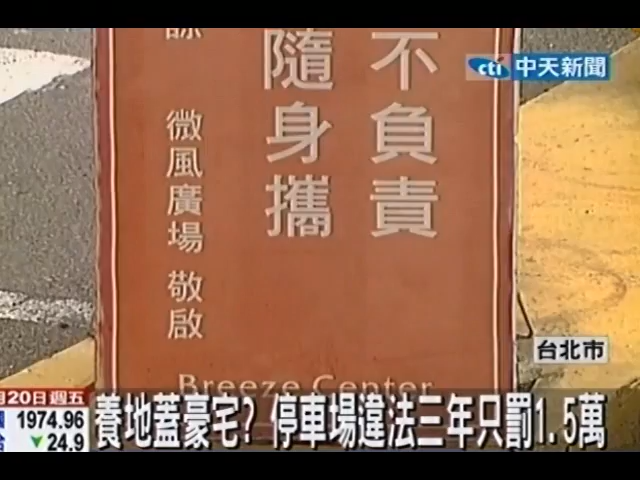 不負責
隨身攜
微風廣場 敬啟
Breeze Center
cti 中天新聞
台北市
月20日週五
1974.96
▼24.9
養地蓋豪宅? 停車場違法三年只罰1.5萬